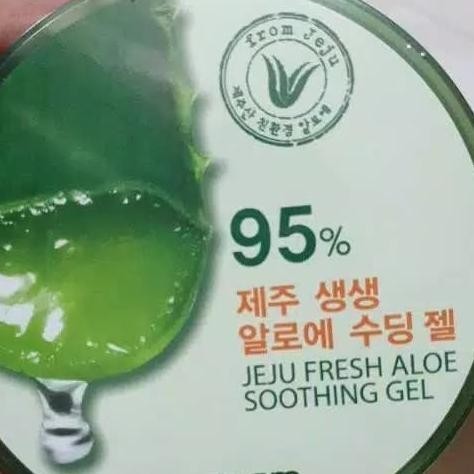 from Jeju
제주산 친환경 알로에
95%
제주 생생
알로에 수딩 젤
JEJU FRESH ALOE
SOOTHING GEL